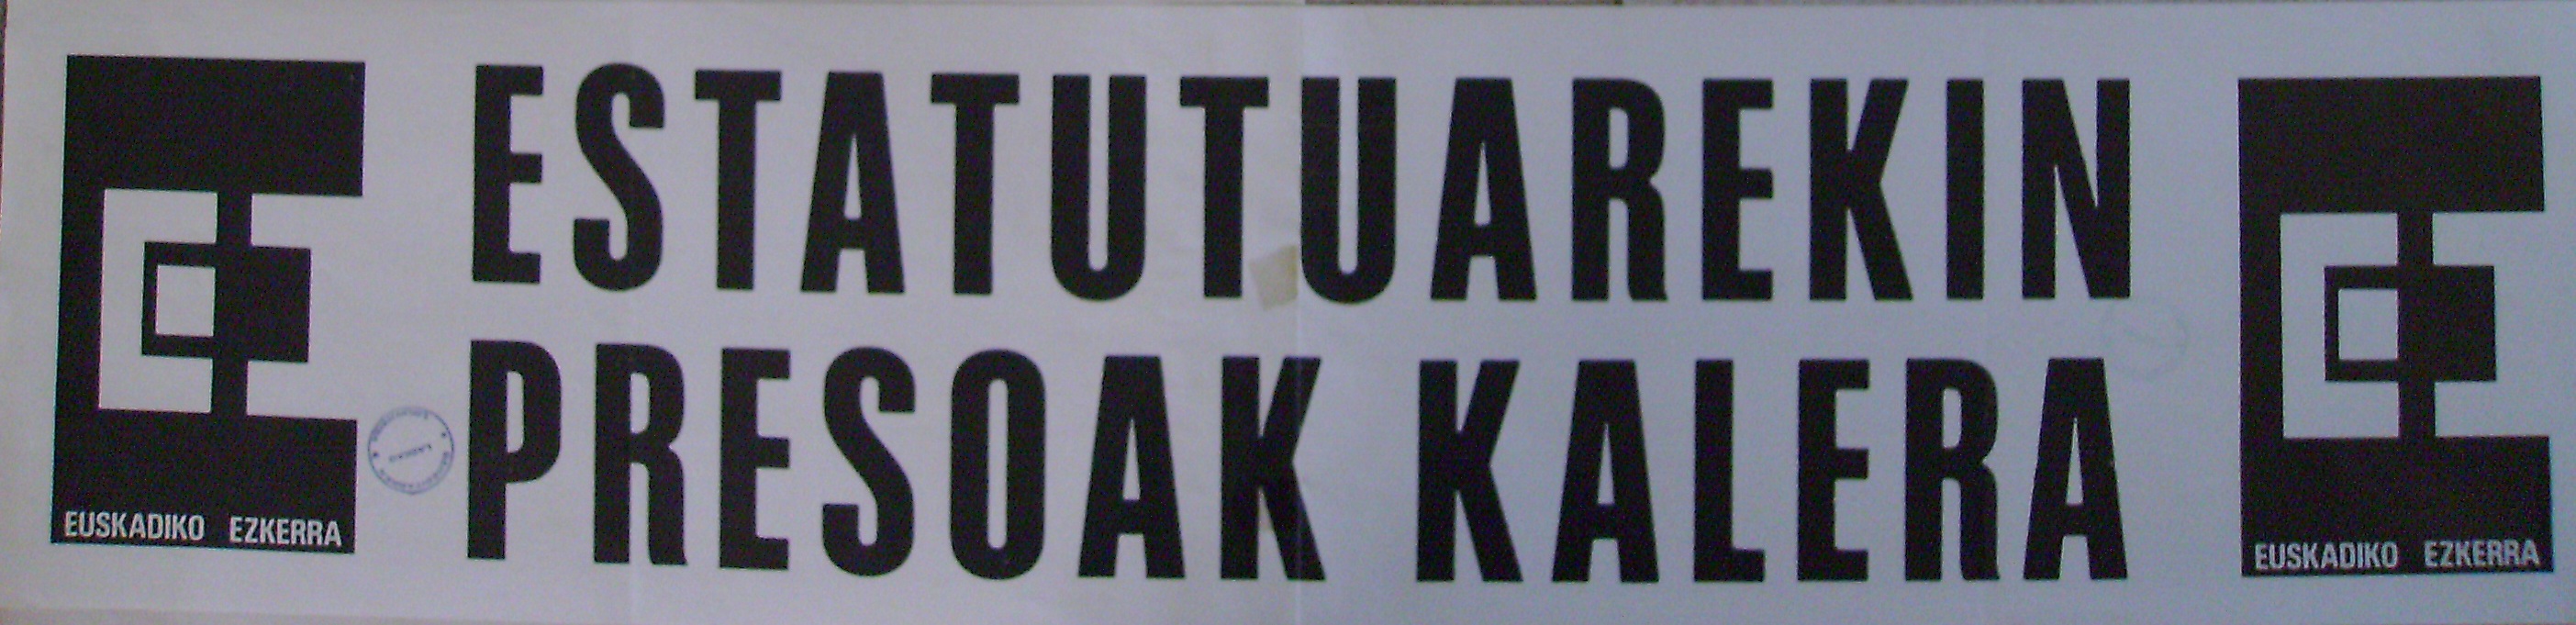 ESTATUTUAREKIN
PRESOAK KALERA
EUSKADIKO EZKERRA
EUSKADIKO EZKERRA